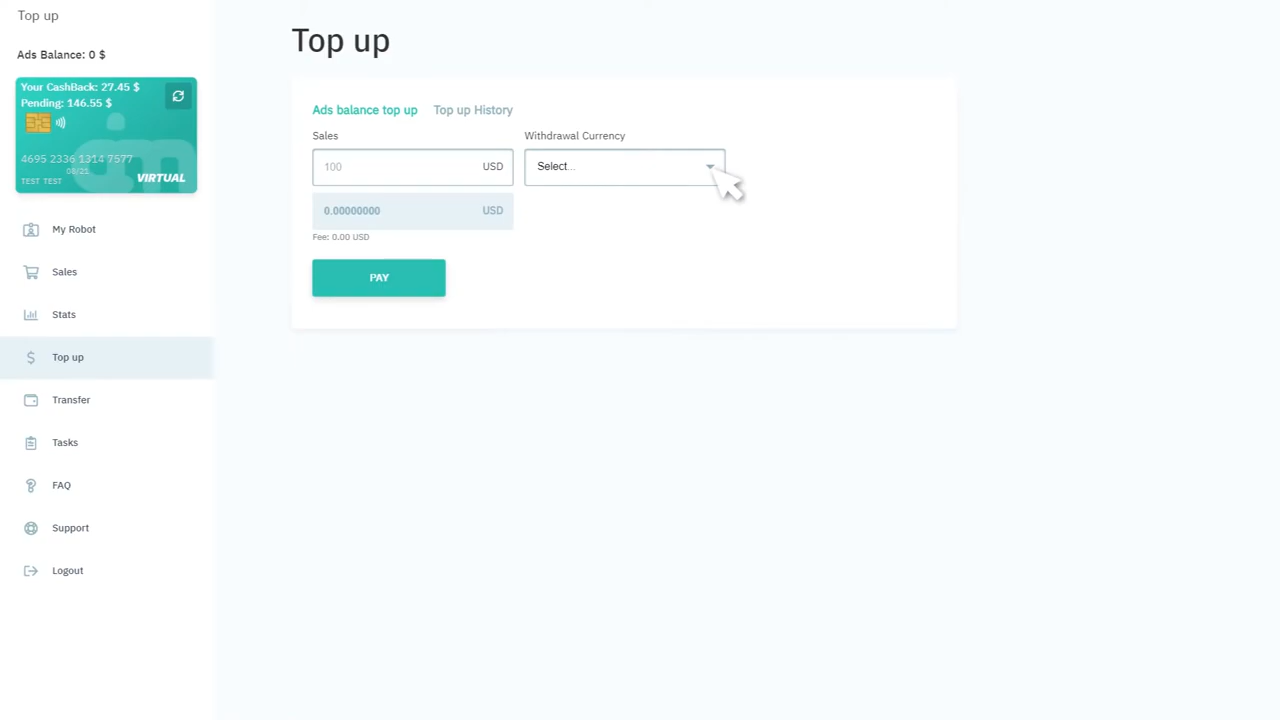 Top up
Ads Balance: 0 $
Your CashBack: 27.45 $
Pending: 146.55 $
4695 2336 1314 7577
08/21
TEST TEST
VIRTUAL
My Robot
Sales
Stats
Top up
Transfer
Tasks
FAQ
Support
Logout
Top up
Ads balance top up Top up History
Sales Withdrawal Currency
100 USD Select...
0.00000000 USD
Fee: 0.00 USD
PAY